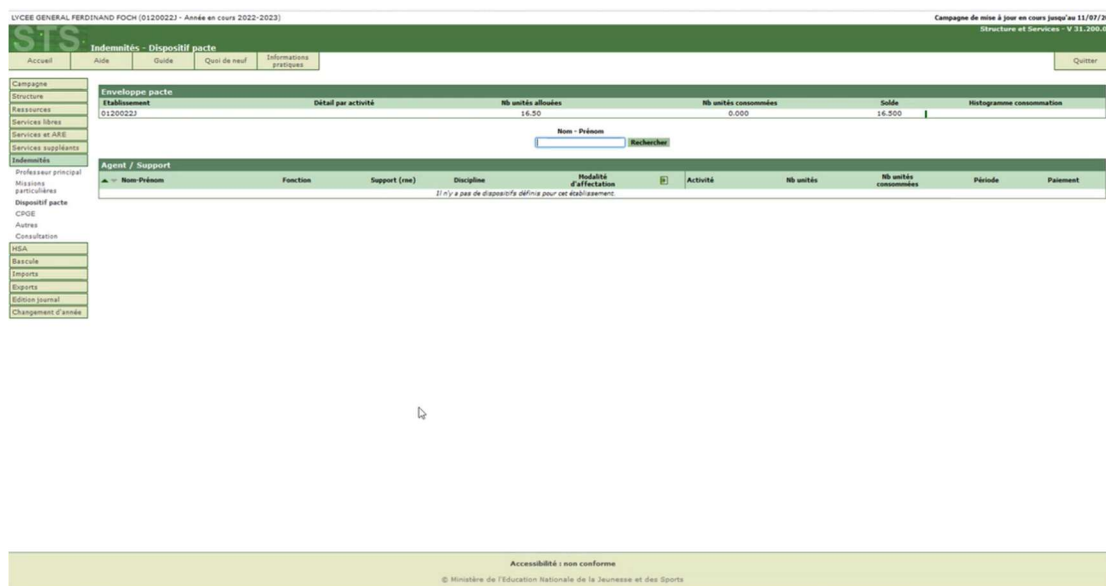 LYCEE GENERAL FERDINAND FOCH (0120022J - Année en cours 2022-2023)
Campagne de mise à jour en cours jusqu'au 11/07/20
Structure et Services - V 31.200.0
STS
Indemnités - Dispositif pacte
Accueil Aide Guide Quoi de neuf Informations pratiques Quitter
Campagne
Structure
Ressources
Services libres
Services et ARE
Services suppléants
Indemnités
Professeur principal
Missions
particulières
Dispositif pacte
CPGE
Autres
Consultation
HSA
Bascule
Imports
Exports
Edition journal
Changement d'année
Enveloppe pacte
Etablissement Détail par activité Nb unités allouées Nb unités consommées Solde Histogramme consommation
0120022J 16.50 0.000 16.500
Nom - Prénom
Rechercher
Agent / Support
Nom-Prénom Fonction Support (rne) Discipline Modalité d'affectation Activité Nb unités Nb unités consommées Période Paiement
Il n'y a pas de dispositifs définis pour cet établissement.
Accessibilité : non conforme
© Ministère de l'Education Nationale de la Jeunesse et des Sports